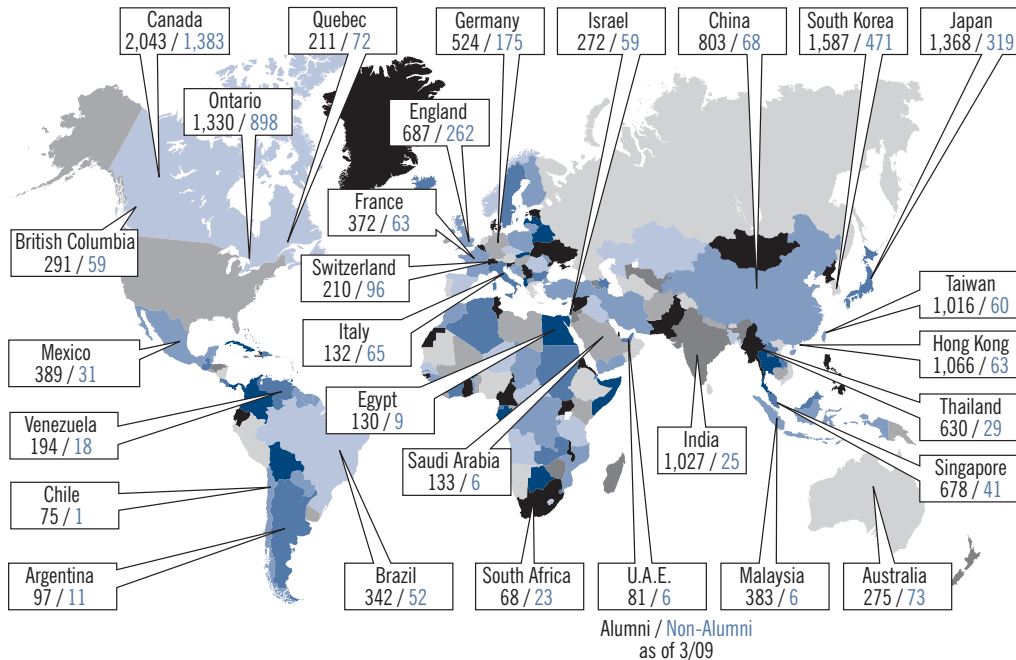 Canada
2,043 / 1,383
Quebec
211 / 72
Germany
524 / 175
Israel
272 / 59
China
803 / 68
South Korea
1,587 / 471
Japan
1,368 / 319
Ontario
1,330 / 898
England
687 / 262
France
372 / 63
British Columbia
291 / 59
Switzerland
210 / 96
Taiwan
1,016 / 60
Italy
132 / 65
Mexico
389 / 31
Hong Kong
1,066 / 63
Egypt
130 / 9
Thailand
630 / 29
Venezuela
194 / 18
India
1,027 / 25
Saudi Arabia
133 / 6
Singapore
678 / 41
Chile
75 / 1
Argentina
97 / 11
Brazil
342 / 52
South Africa
68 / 23
U.A.E.
81 / 6
Malaysia
383 / 6
Australia
275 / 73
Alumni / Non-Alumni
as of 3/09